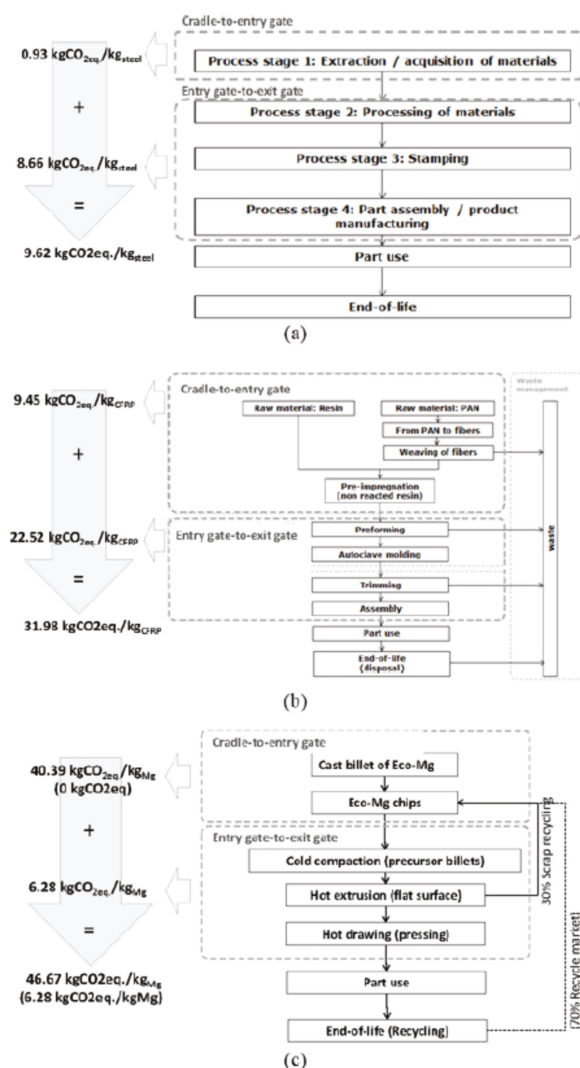 Cradle-to-entry gate
0.93 kgCO2eq./kgsteel
Process stage 1: Extraction / acquisition of materials
+
Entry gate-to-exit gate
Process stage 2: Processing of materials
8.66 kgCO2eq./kgsteel
Process stage 3: Stamping
=
Process stage 4: Part assembly / product
manufacturing
9.62 kgCO2eq./kgsteel
Part use
End-of-life
(a)
Waste
management
Cradle-to-entry gate
9.45 kgCO2eq./kgCFRP
Raw material: Resin
Raw material: PAN
From PAN to fibers
+
Weaving of fibers
Pre-impregnation
(non reacted resin)
22.52 kgCO2eq./kgCFRP
Entry gate-to-exit gate
Preforming
Autoclave molding
waste
=
Trimming
Assembly
31.98 kgCO2eq./kgCFRP
Part use
End-of-life
(disposal)
(b)
Cradle-to-entry gate
40.39 kgCO2eq./kgMg
(0 kgCO2eq)
Cast billet of Eco-Mg
Eco-Mg chips
+
Entry gate-to-exit gate
Cold compaction (precursor billets)
6.28 kgCO2eq./kgMg
Hot extrusion (flat surface)
30% Scrap recycling
=
Hot drawing (pressing)
46.67 kgCO2eq./kgMg
(6.28 kgCO2eq./kgMg)
Part use
(70% Recycle market)
End-of-life (Recycling)
(c)